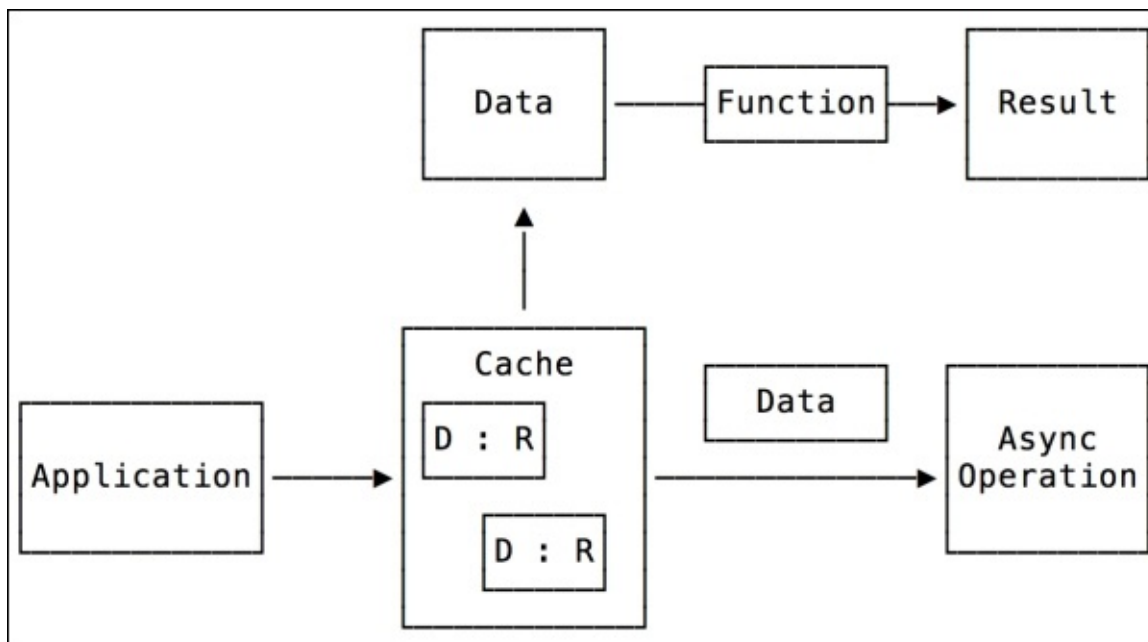 Data
Function
Result
Cache
D : R
D : R
Application
Data
Async
Operation